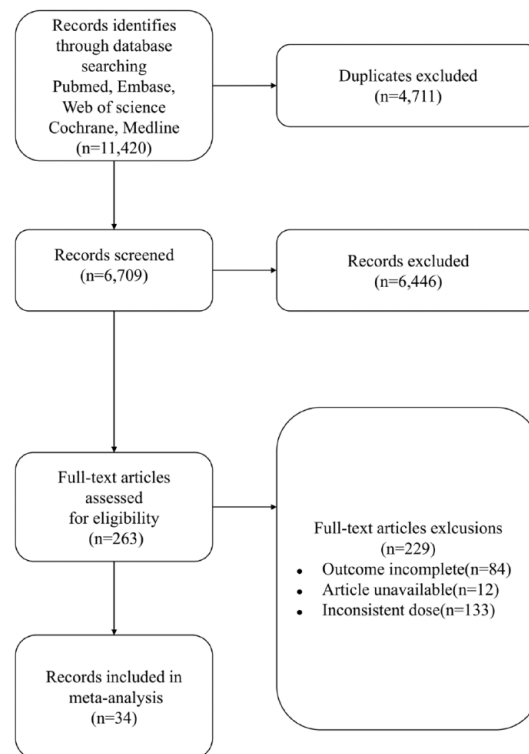 Records identifies
through database
searching
Pubmed, Embase,
Web of science
Cochrane, Medline
(n=11,420)
Duplicates excluded
(n=4,711)
Records screened
(n=6,709)
Records excluded
(n=6,446)
Full-text articles
assessed
for eligibility
(n=263)
Full-text articles exlcusions
(n=229)
• Outcome incomplete(n=84)
• Article unavailable(n=12)
• Inconsistent dose(n=133)
Records included in
meta-analysis
(n=34)